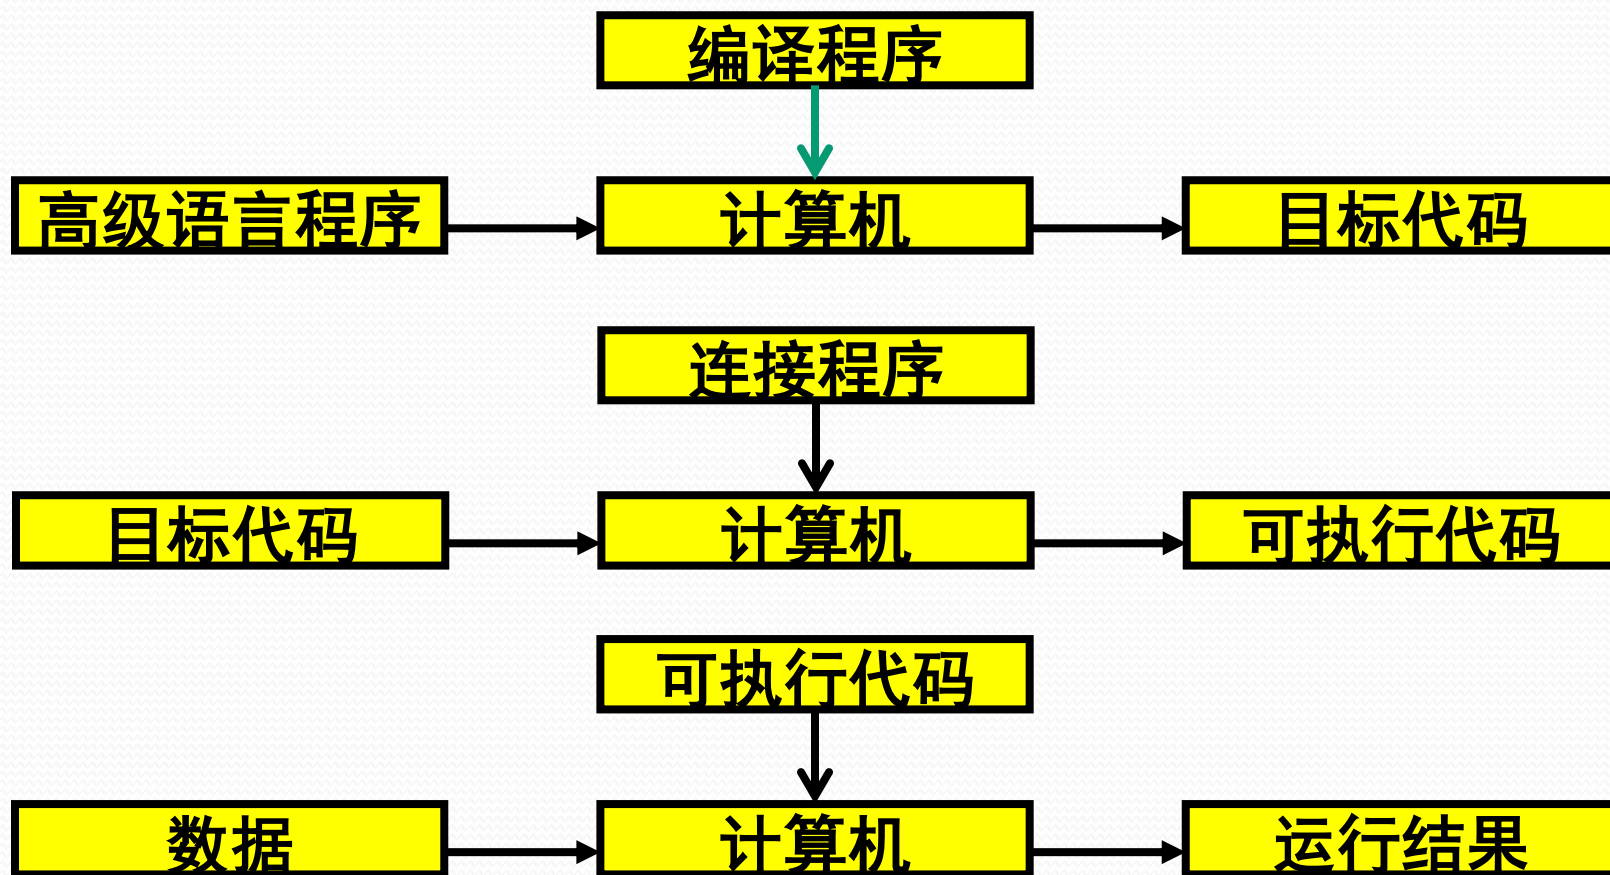 编译程序
高级语言程序
计算机
目标代码
连接程序
目标代码
计算机
可执行代码
可执行代码
数据
计算机
运行结果